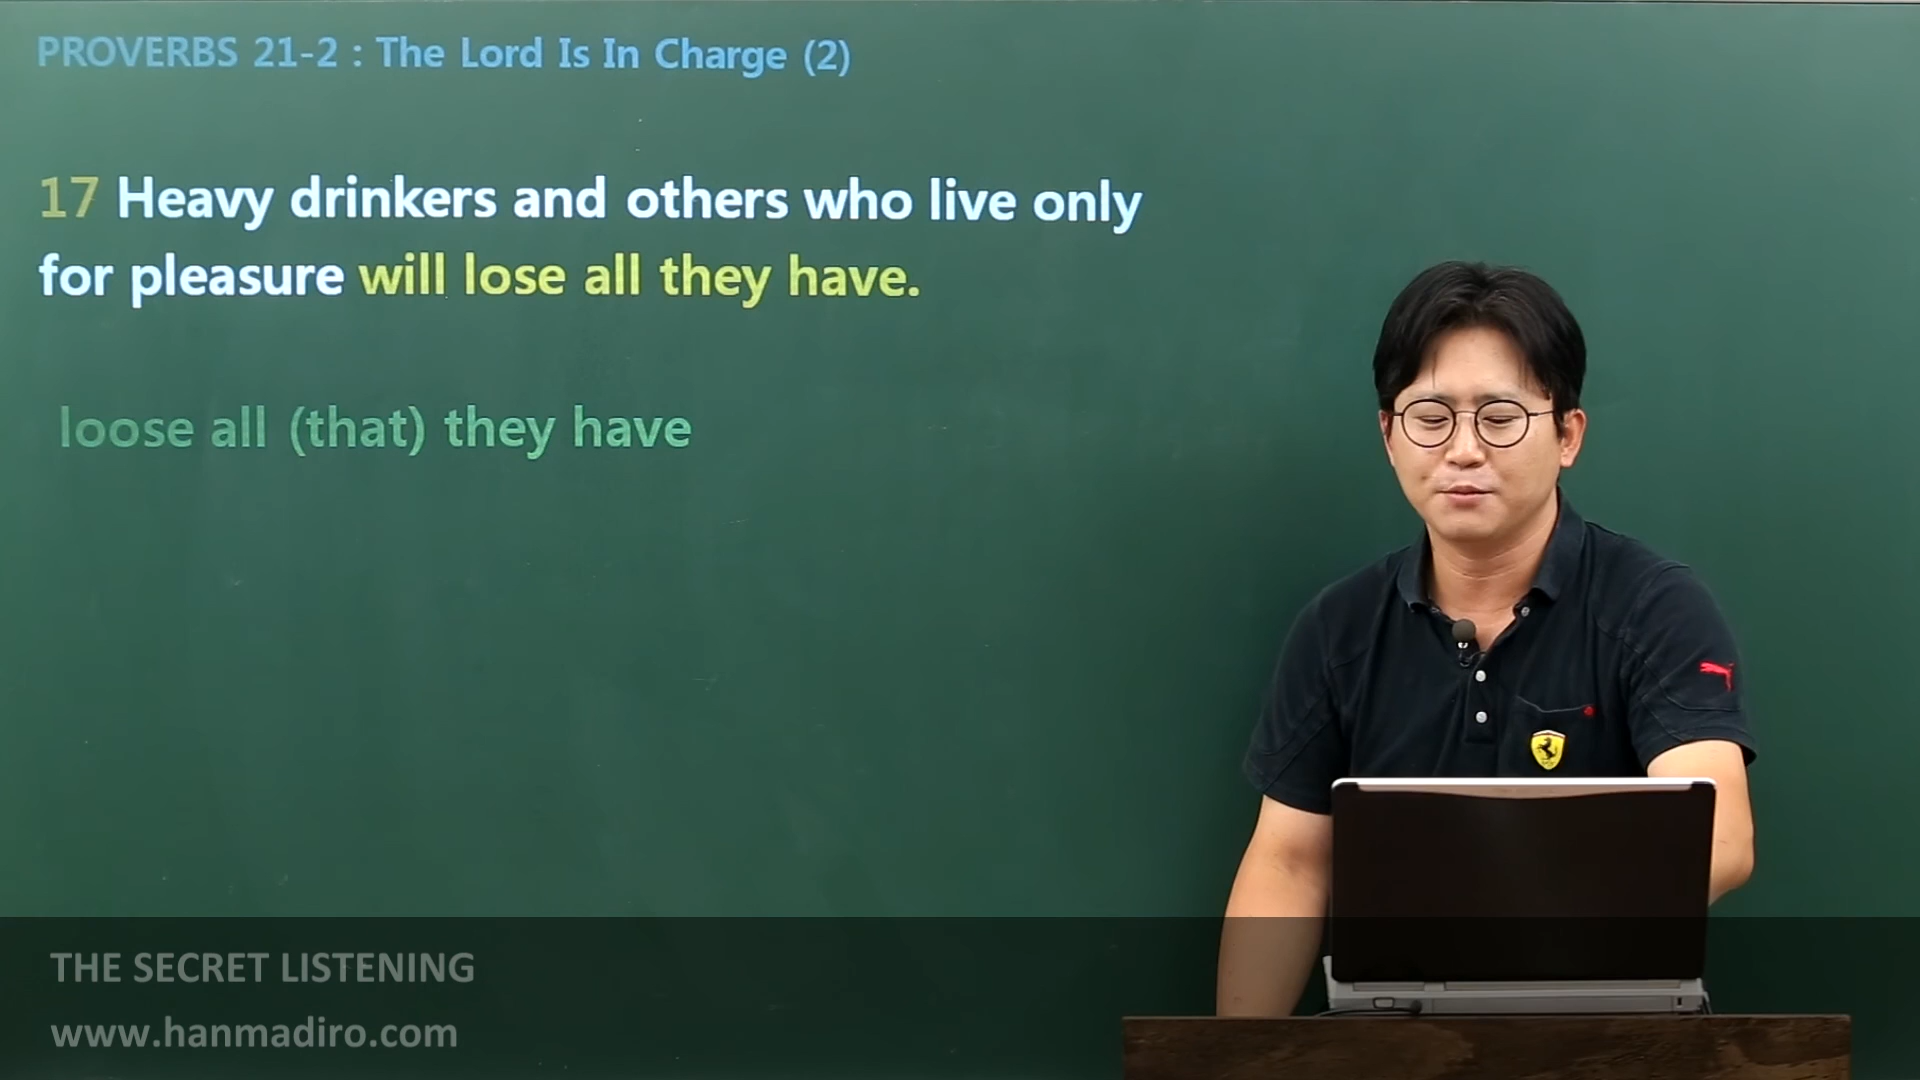 PROVERBS 21-2 : The Lord Is In Charge (2)
17 Heavy drinkers and others who live only
for pleasure will lose all they have.
loose all (that) they have
THE SECRET LISTENING
www.hanmadiro.com